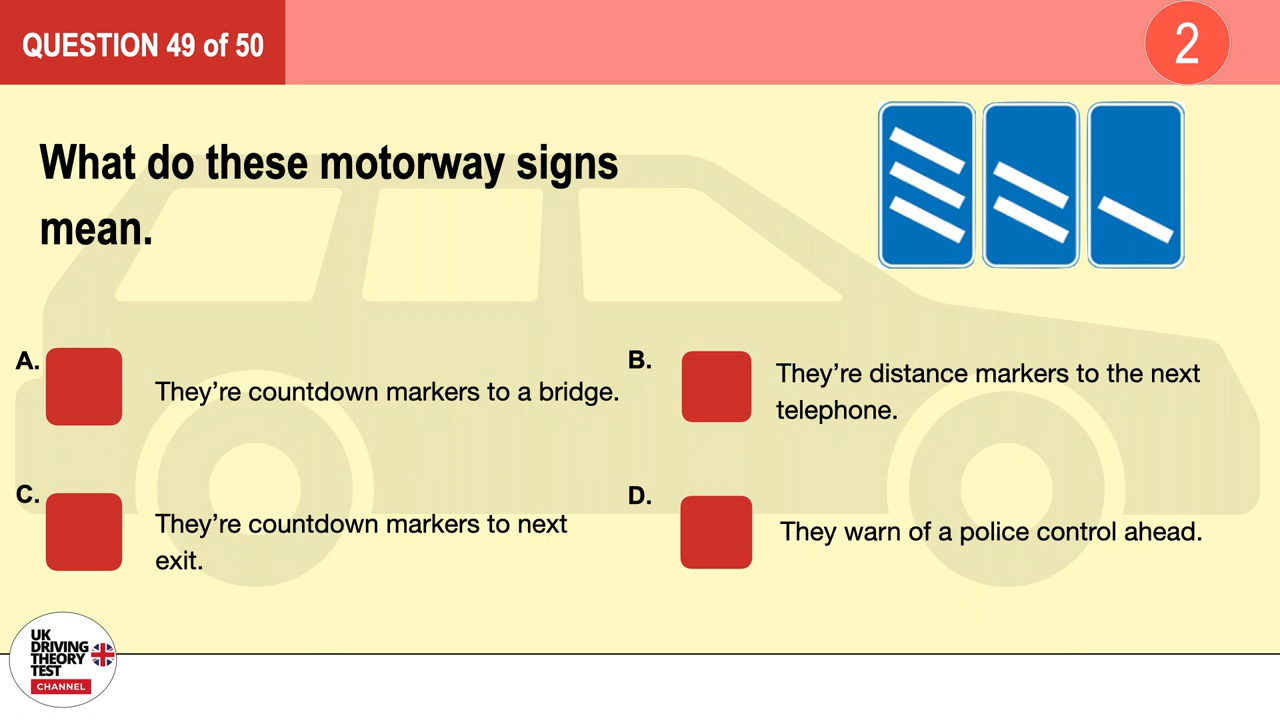 QUESTION 49 of 50
2
What do these motorway signs
mean.
A.
They’re countdown markers to a bridge.
B.
They’re distance markers to the next
telephone.
C.
They’re countdown markers to next
exit.
D.
They warn of a police control ahead.
UK
DRIVING
THEORY
TEST
CHANNEL